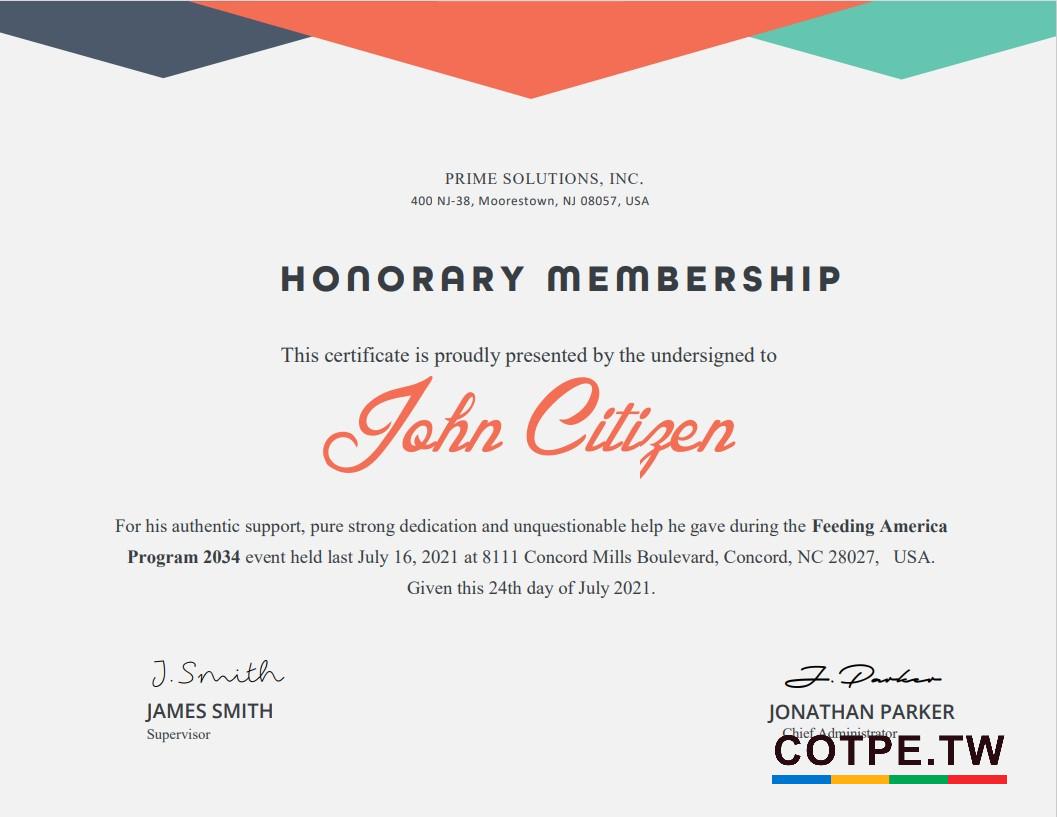 PRIME SOLUTIONS, INC.
400 NJ-38, Moorestown, NJ 08057, USA
HONORARY MEMBERSHIP
This certificate is proudly presented by the undersigned to
John Citizen
For his authentic support, pure strong dedication and unquestionable help he gave during the Feeding America
Program 2034 event held last July 16, 2021 at 8111 Concord Mills Boulevard, Concord, NC 28027, USA.
Given this 24th day of July 2021.
J. Smith
JAMES SMITH
Supervisor
J. Parker
JONATHAN PARKER
Chief Administrator
COTPE.TW